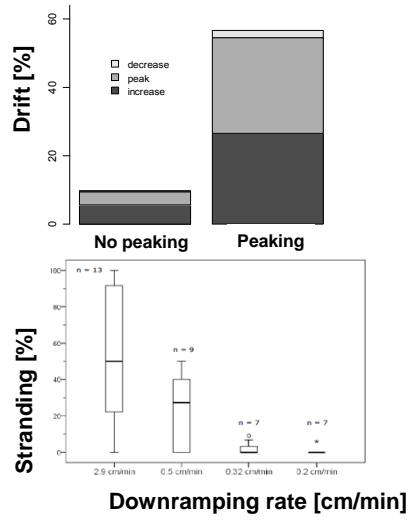 Drift [%]
60
40
20
0
decrease
peak
increase
No peaking
Peaking
Stranding [%]
100
80
60
40
20
0
n = 13
n = 9
n = 7
n = 7
2.9 cm/min
0.5 cm/min
0.32 cm/min
0.2 cm/min
Downramping rate [cm/min]